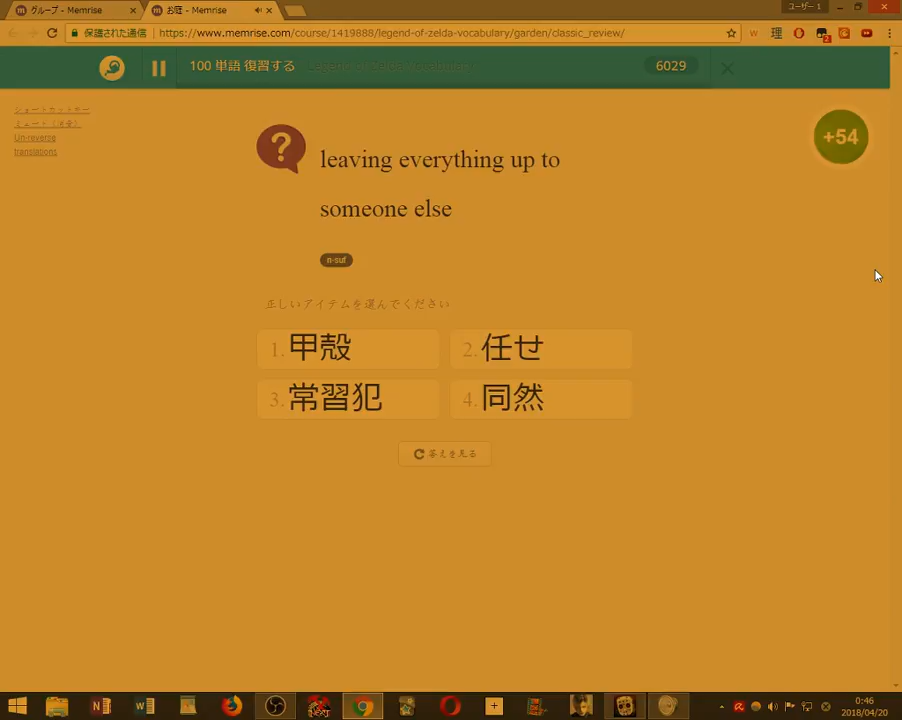 グループ - Memrise
お庭 - Memrise
ユーザー 1
保護された通信
https://www.memrise.com/course/1419888/legend-of-zelda-vocabulary/garden/classic_review/
100 単語 復習する
Legend of Zelda Vocabulary
6029
ショートカットキー
Un-reverse
translations
+54
?
leaving everything up to
someone else
n-suf
正しいアイテムを選んでください
1. 甲殻
2. 任せ
3. 常習犯
4. 同然
答えを見る
0:46
2018/04/20